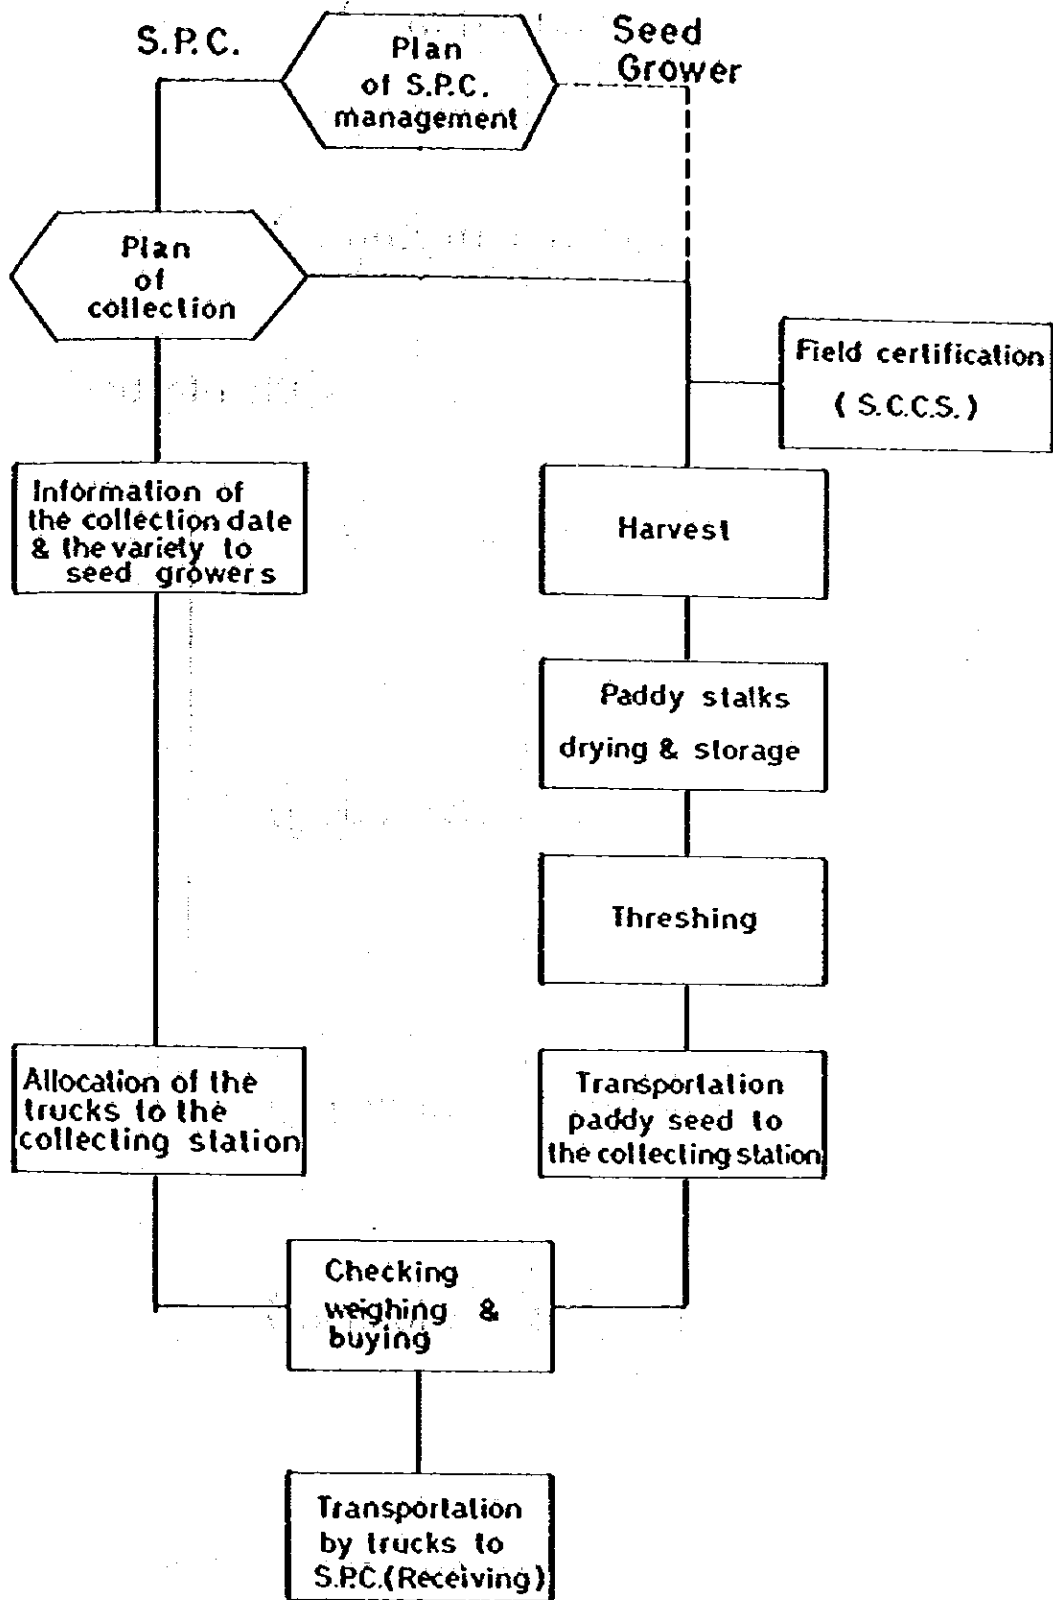 S.P.C.
Plan
of S.P.C.
management
Seed
Grower
Plan
of
collection
Field certification
( S.C.C.S. )
Information of
the collection date
& the variety to
seed growers
Harvest
Paddy stalks
drying & storage
Threshing
Allocation of the
trucks to the
collecting station
Transportation
paddy seed to
the collecting station
Checking
weighing &
buying
Transportation
by trucks to
S.P.C.(Receiving)